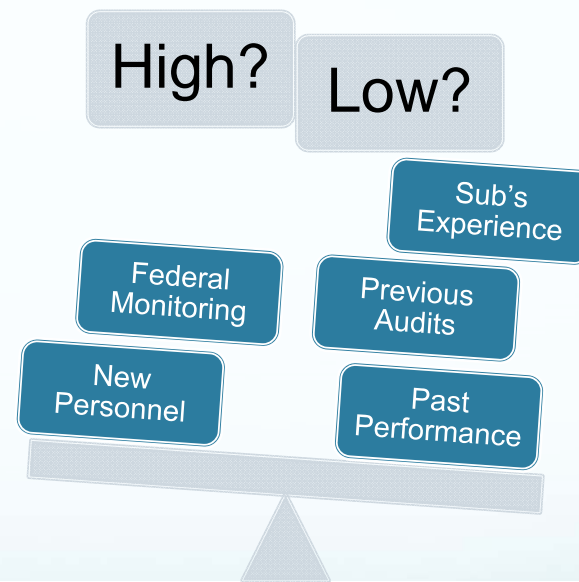 High?
Low?
Sub’s
Experience
Federal
Monitoring
Previous
Audits
New
Personnel
Past
Performance